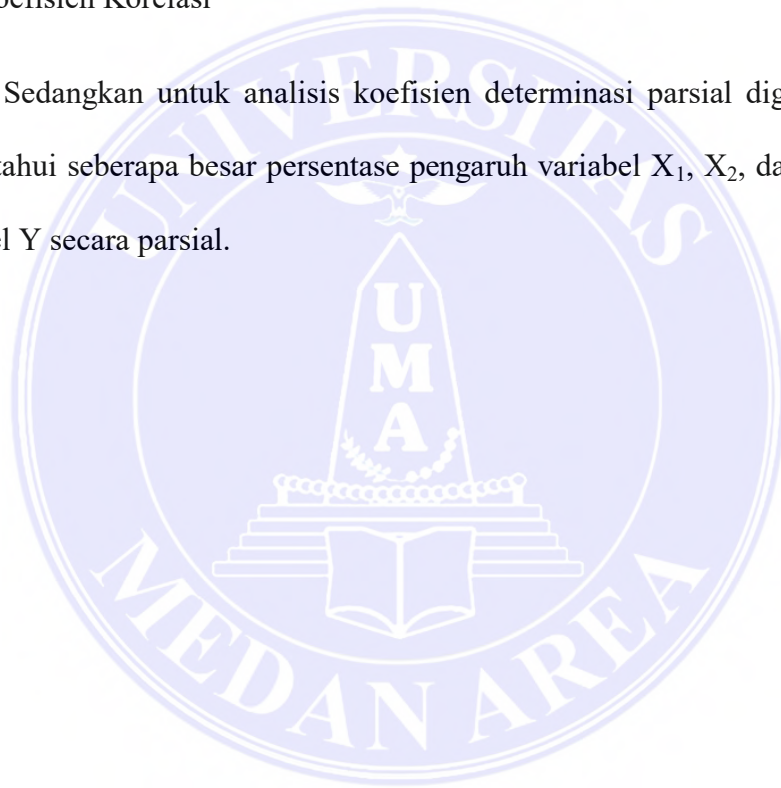 oefisien Korelasi
Sedangkan untuk analisis koefisien determinasi parsial dig
tahui seberapa besar persentase pengaruh variabel X₁, X₂, da
el Y secara parsial.
UNIVERSITAS
UMA
MEDAN AREA